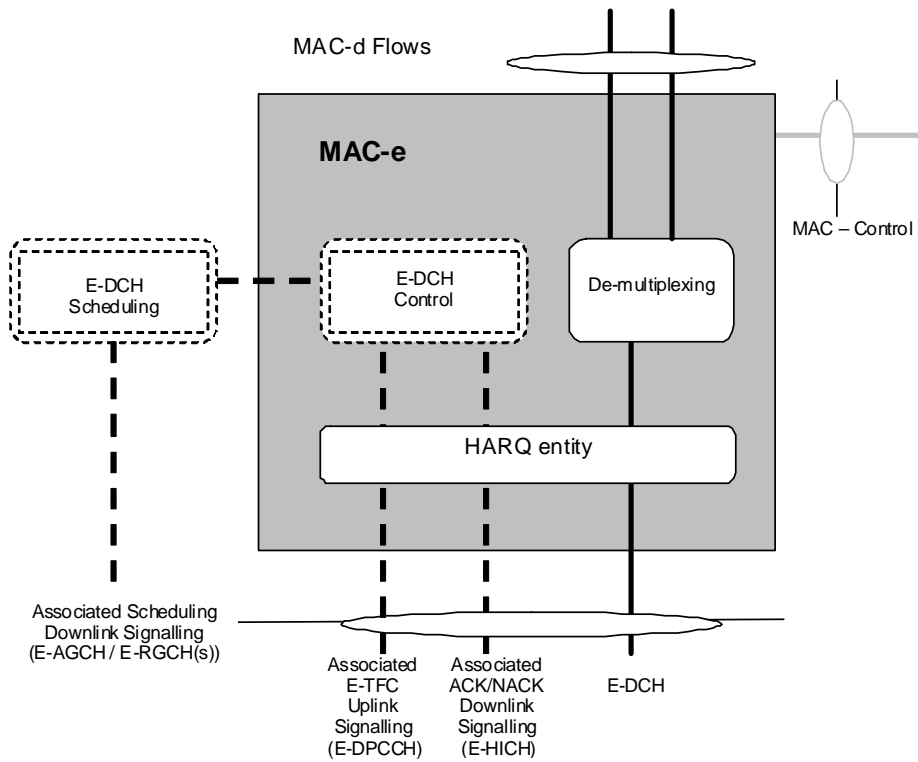 MAC-d Flows
MAC-e
MAC – Control
E-DCH
Scheduling
E-DCH
Control
De-multiplexing
HARQ entity
Associated Scheduling
Downlink Signalling
(E-AGCH / E-RGCH(s))
Associated
E-TFC
Uplink
Signalling
(E-DPCCH)
Associated
ACK/NACK
Downlink
Signalling
(E-HICH)
E-DCH